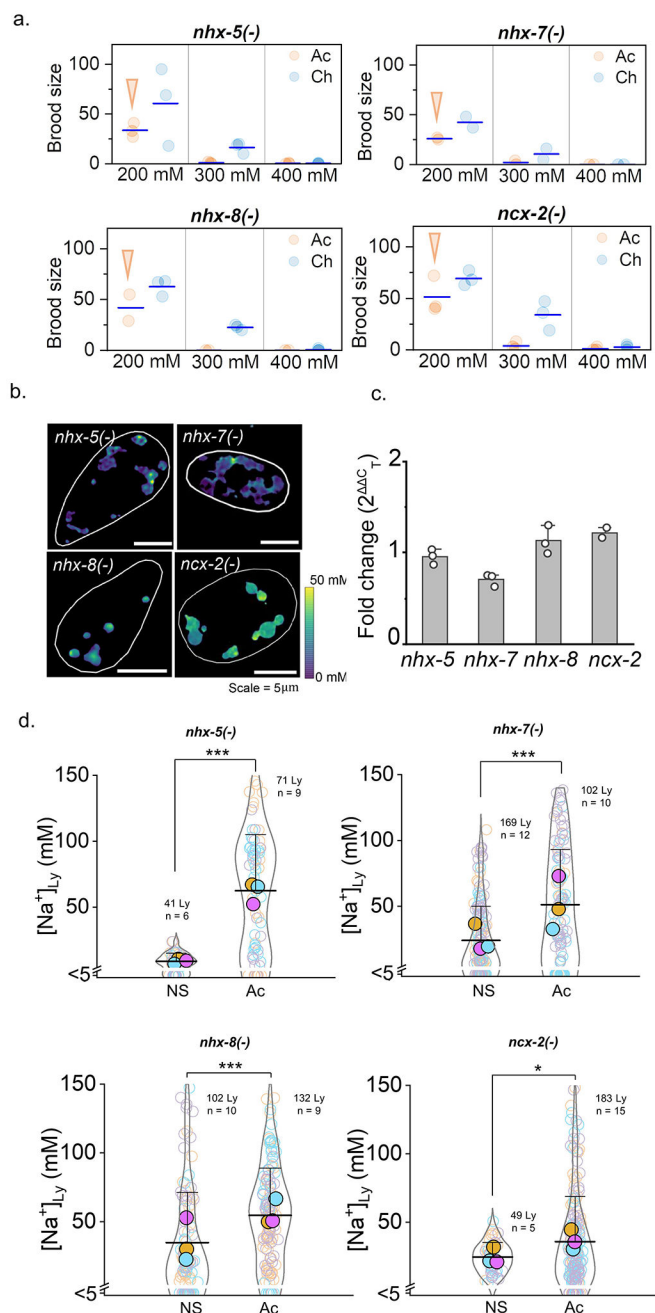 a.
nhx-5(-)
Brood size
100
50
0
Ac
Ch
200 mM
300 mM
400 mM
nhx-7(-)
Brood size
100
50
0
Ac
Ch
200 mM
300 mM
400 mM
nhx-8(-)
Brood size
100
50
0
Ac
Ch
200 mM
300 mM
400 mM
ncx-2(-)
Brood size
100
50
0
Ac
Ch
200 mM
300 mM
400 mM
b.
nhx-5(-)
nhx-7(-)
nhx-8(-)
ncx-2(-)
50 mM
0 mM
Scale = 5μm
c.
Fold change (2^ΔΔC_T)
2
1
0
nhx-5
nhx-7
nhx-8
ncx-2
d.
nhx-5(-)
***
71 Ly
n = 9
41 Ly
n = 6
[Na+]Ly (mM)
150
100
50
<5
NS
Ac
nhx-7(-)
***
102 Ly
n = 10
169 Ly
n = 12
[Na+]Ly (mM)
150
100
50
<5
NS
Ac
nhx-8(-)
***
102 Ly
n = 10
132 Ly
n = 9
[Na+]Ly (mM)
150
100
50
<5
NS
Ac
ncx-2(-)
*
183 Ly
n = 15
49 Ly
n = 5
[Na+]Ly (mM)
150
100
50
<5
NS
Ac